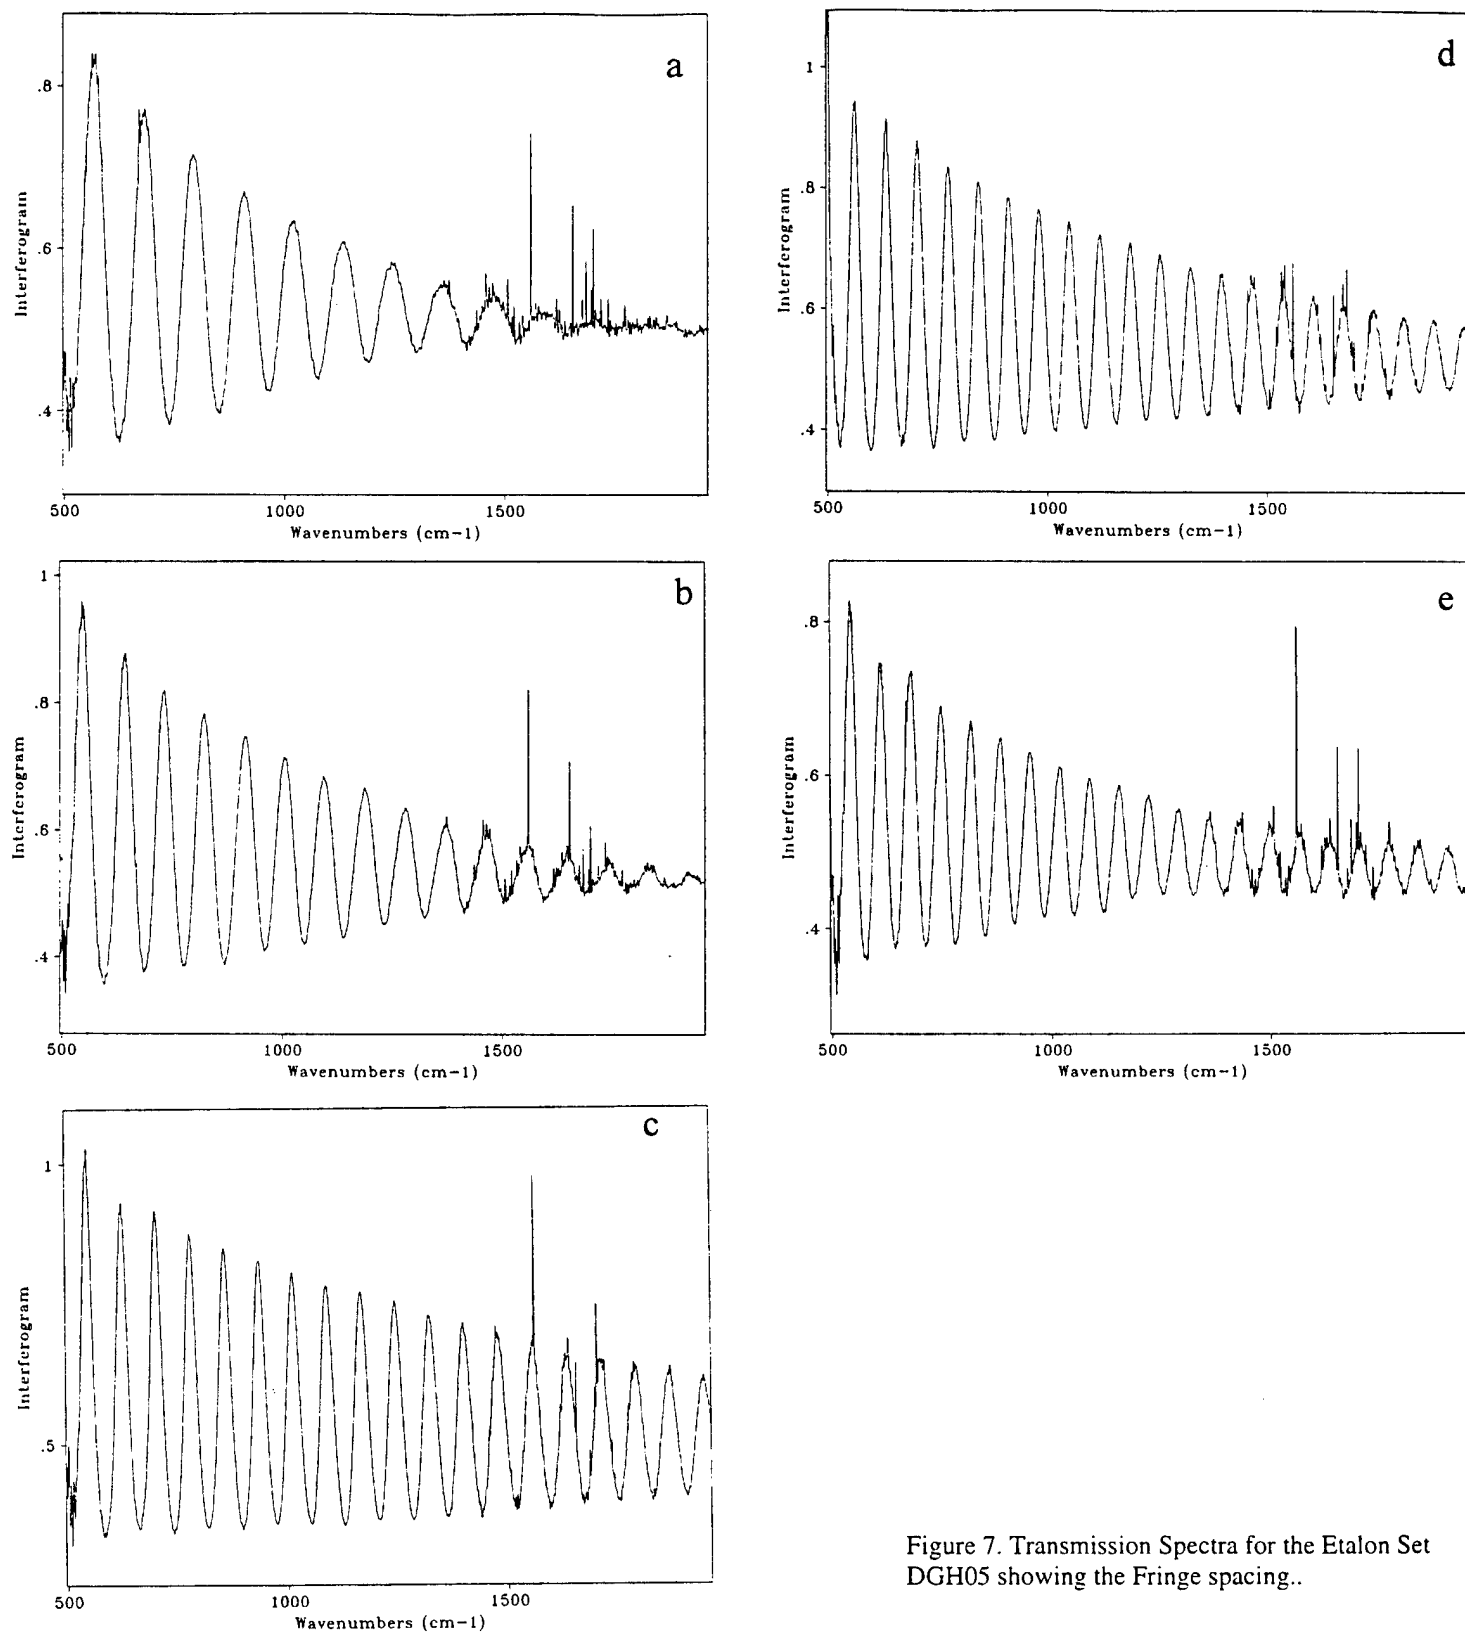 a
.8
.6
.4
Interferogram
500 1000 1500
Wavenumbers (cm-1)
b
1
.8
.6
.4
Interferogram
500 1000 1500
Wavenumbers (cm-1)
c
1
.5
Interferogram
500 1000 1500
Wavenumbers (cm-1)
d
1
.8
.6
.4
Interferogram
500 1000 1500
Wavenumbers (cm-1)
e
.8
.6
.4
Interferogram
500 1000 1500
Wavenumbers (cm-1)
Figure 7. Transmission Spectra for the Etalon Set
DGH05 showing the Fringe spacing..